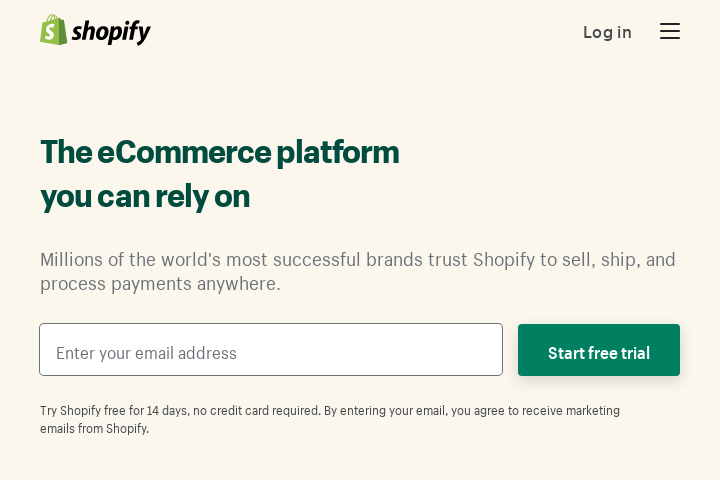 shopify
Log in
The eCommerce platform
you can rely on
Millions of the world's most successful brands trust Shopify to sell, ship, and
process payments anywhere.
Enter your email address
Start free trial
Try Shopify free for 14 days, no credit card required. By entering your email, you agree to receive marketing
emails from Shopify.